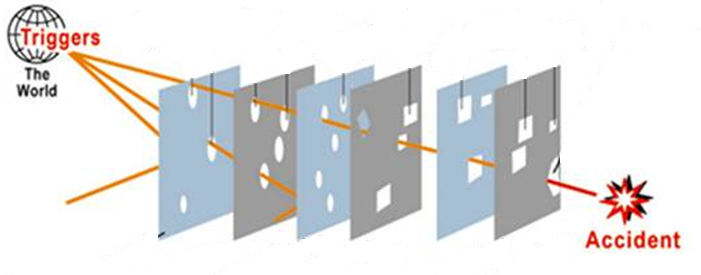 Triggers
The
World
Accident